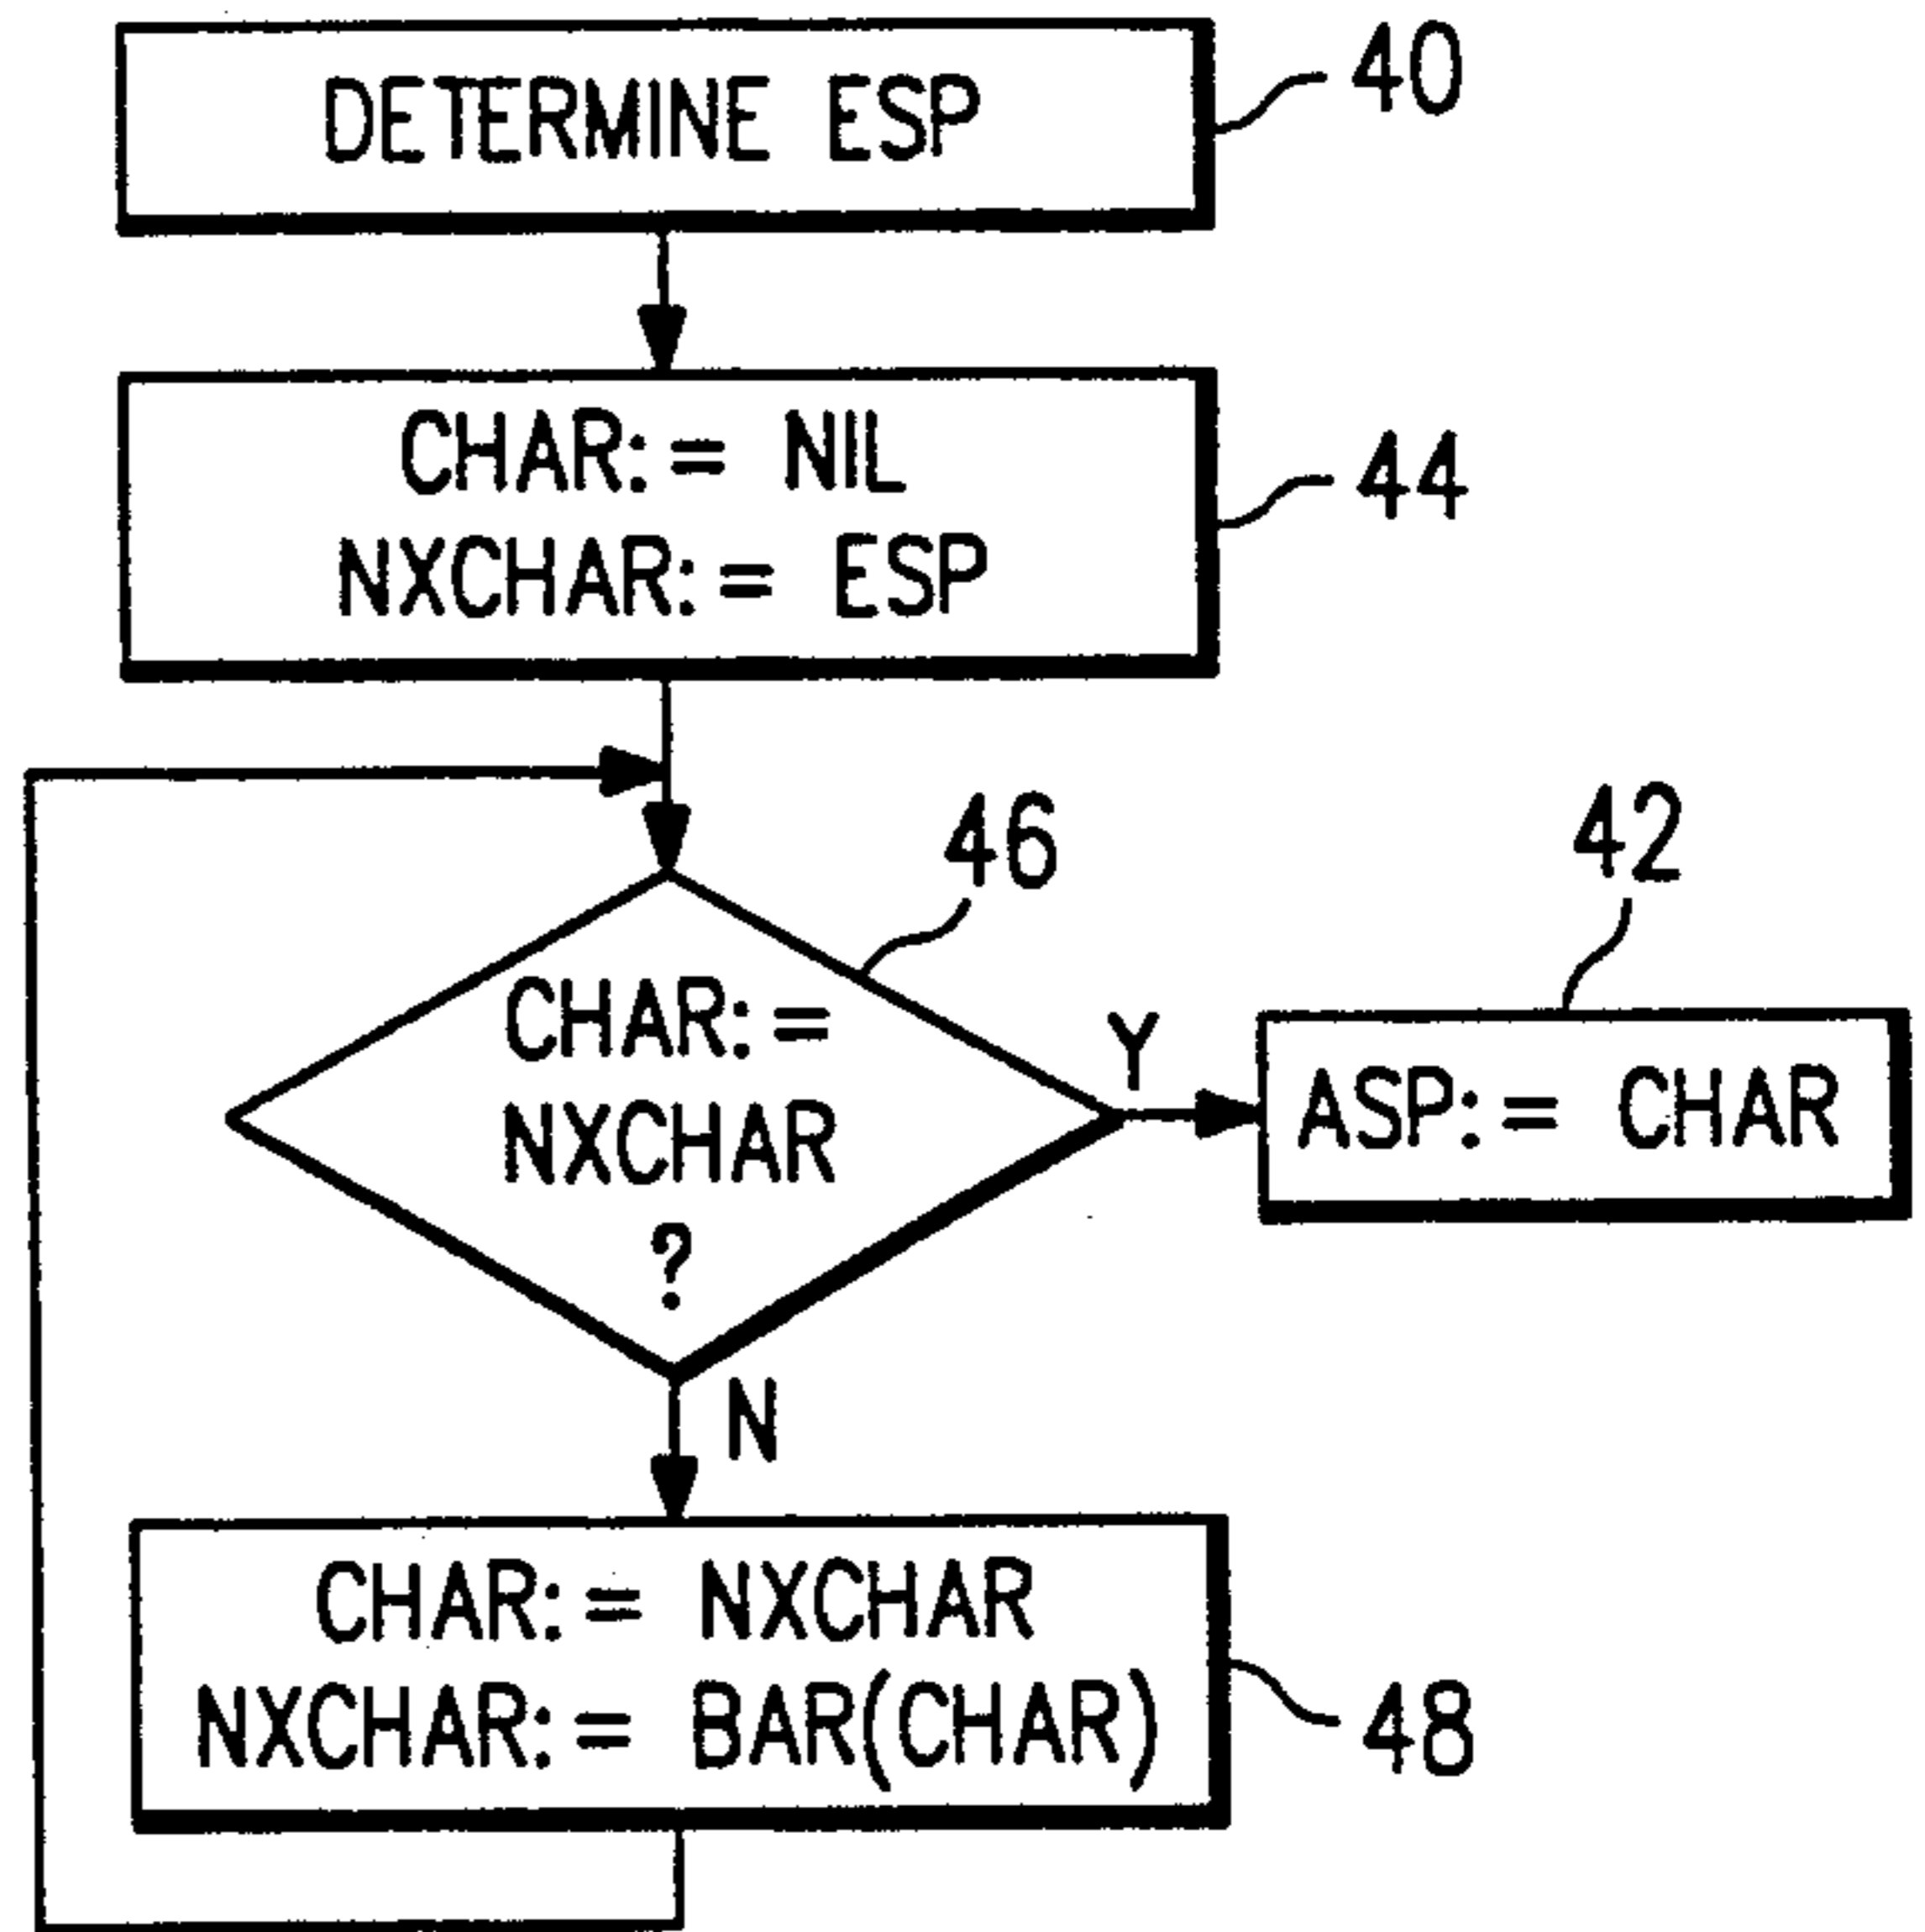 DETERMINE ESP
40
CHAR:= NIL
NXCHAR:= ESP
44
46
42
CHAR:=
NXCHAR
?
Y
ASP:= CHAR
N
CHAR:= NXCHAR
NXCHAR:= BAR(CHAR)
48